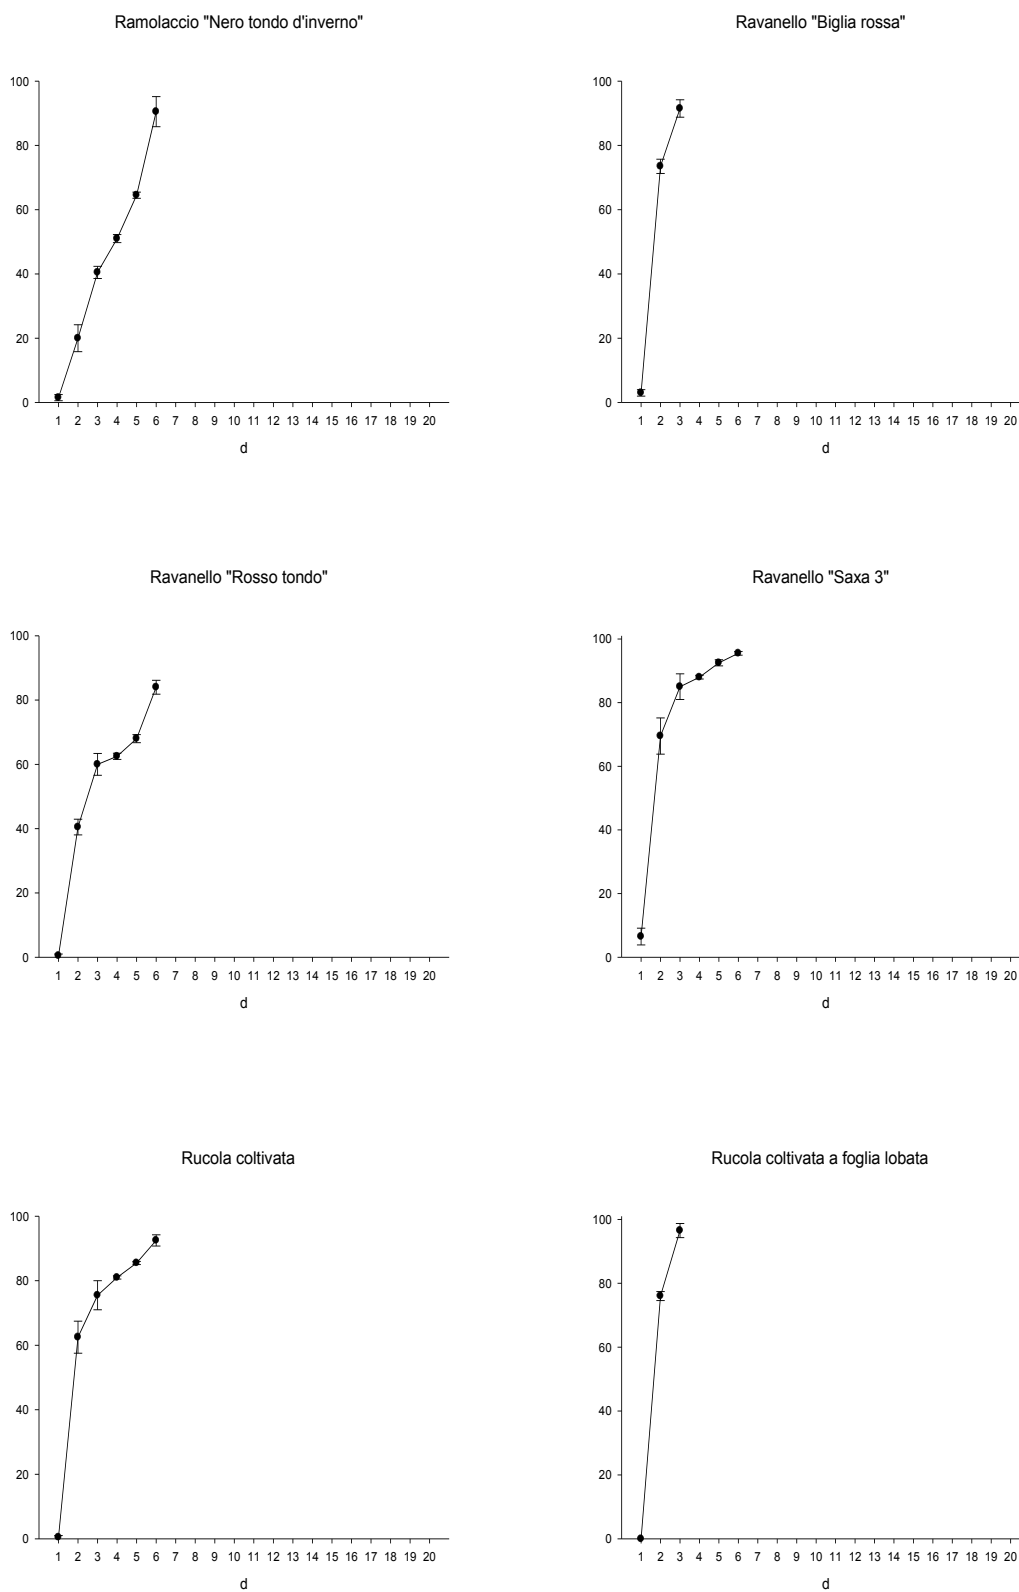 Ramolaccio "Nero tondo d'inverno"
100
80
60
40
20
0
1 2 3 4 5 6 7 8 9 10 11 12 13 14 15 16 17 18 19 20
d
Ravanello "Biglia rossa"
100
80
60
40
20
0
1 2 3 4 5 6 7 8 9 10 11 12 13 14 15 16 17 18 19 20
d
Ravanello "Rosso tondo"
100
80
60
40
20
0
1 2 3 4 5 6 7 8 9 10 11 12 13 14 15 16 17 18 19 20
d
Ravanello "Saxa 3"
100
80
60
40
20
0
1 2 3 4 5 6 7 8 9 10 11 12 13 14 15 16 17 18 19 20
d
Rucola coltivata
100
80
60
40
20
0
1 2 3 4 5 6 7 8 9 10 11 12 13 14 15 16 17 18 19 20
d
Rucola coltivata a foglia lobata
100
80
60
40
20
0
1 2 3 4 5 6 7 8 9 10 11 12 13 14 15 16 17 18 19 20
d